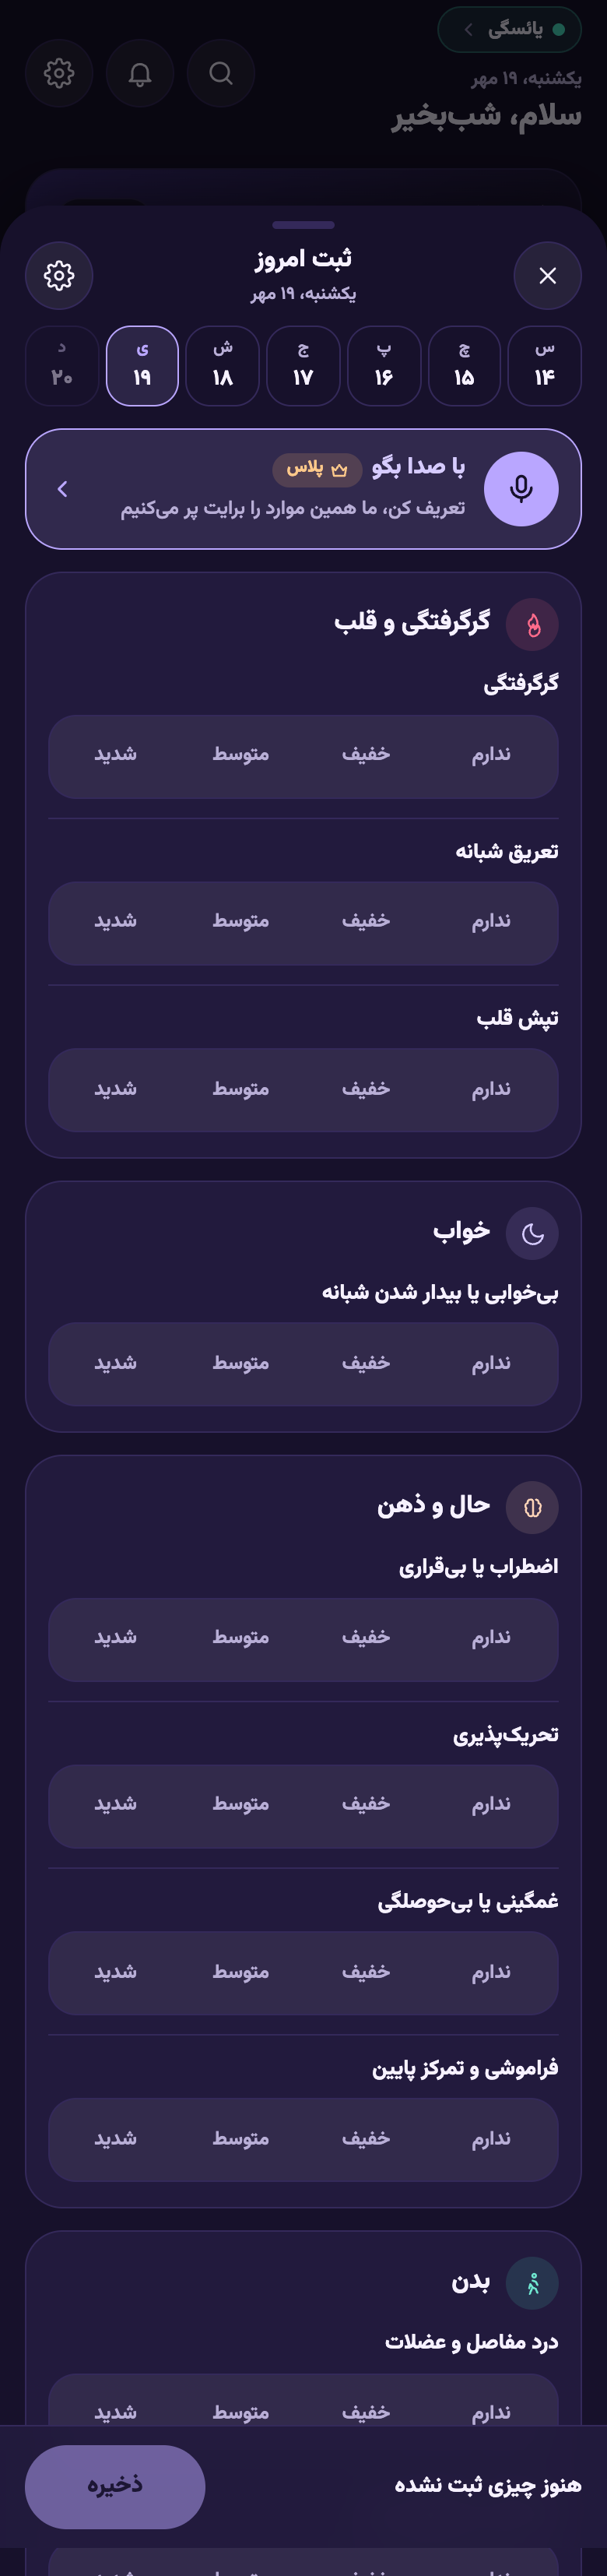 یائسگی
یکشنبه، ۱۹ مهر
سلام، شب‌بخیر
ثبت امروز
یکشنبه، ۱۹ مهر
س چ پ ج ش ی د
۱۴ ۱۵ ۱۶ ۱۷ ۱۸ ۱۹ ۲۰
با صدا بگو پلاس
تعریف کن، ما همین موارد را برایت پر می‌کنیم
گرگرفتگی و قلب
گرگرفتگی
ندارم خفیف متوسط شدید
تعریق شبانه
ندارم خفیف متوسط شدید
تپش قلب
ندارم خفیف متوسط شدید
خواب
بی‌خوابی یا بیدار شدن شبانه
ندارم خفیف متوسط شدید
حال و ذهن
اضطراب یا بی‌قراری
ندارم خفیف متوسط شدید
تحریک‌پذیری
ندارم خفیف متوسط شدید
غمگینی یا بی‌حوصلگی
ندارم خفیف متوسط شدید
فراموشی و تمرکز پایین
ندارم خفیف متوسط شدید
بدن
درد مفاصل و عضلات
ندارم خفیف متوسط شدید
هنوز چیزی ثبت نشده
ذخیره